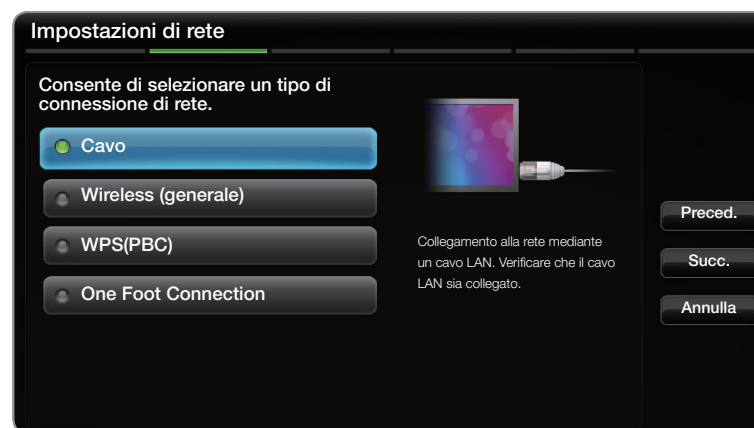 Impostazioni di rete
Consente di selezionare un tipo di
connessione di rete.
Cavo
Wireless (generale)
WPS(PBC)
One Foot Connection
Collegamento alla rete mediante
un cavo LAN. Verificare che il cavo
LAN sia collegato.
Preced.
Succ.
Annulla